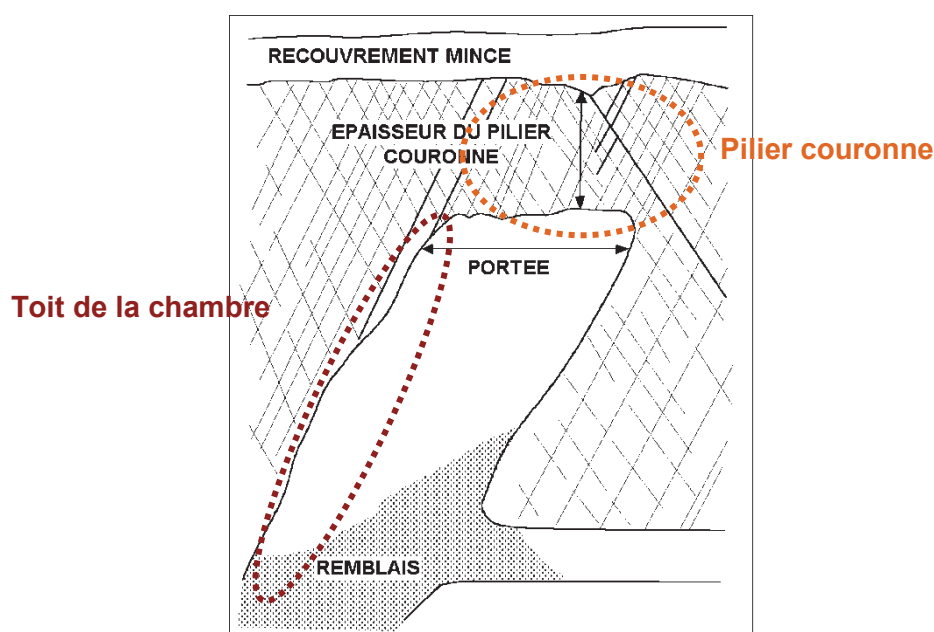 RECOUVREMENT MINCE
EPAISSEUR DU PILIER
COURONNE
Pilier couronne
PORTEE
Toit de la chambre
REMBLAIS